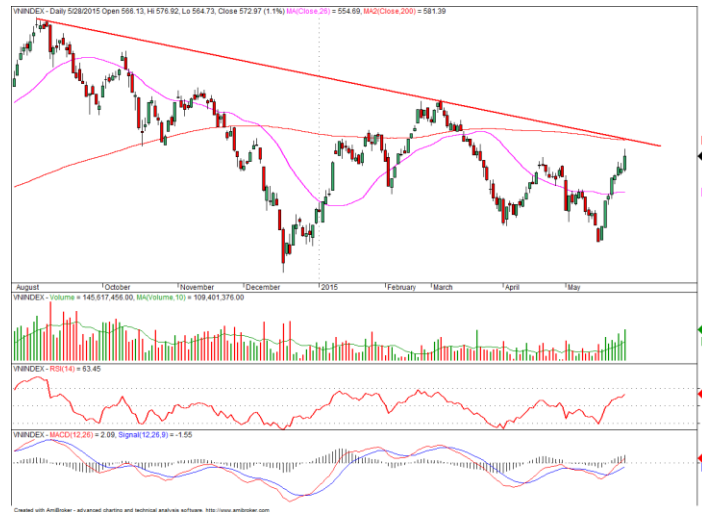 VNINDEX - Daily 5/28/2015 Open 566.13, Hi 576.92, Lo 564.73, Close 572.97 (1.1%) MA(Close,25) = 554.69, MA2(Close,200) = 581.39
August October November December 2015 February March April May
VNINDEX - Volume = 145,617,456.00, MA(Volume,10) = 109,401,376.00
VNINDEX - RSI(14) = 63.45
VNINDEX - MACD(12,26) = 2.09, Signal(12,26,9) = -1.55
Created with AmiBroker - advanced charting and technical analysis software. http://www.amibroker.com